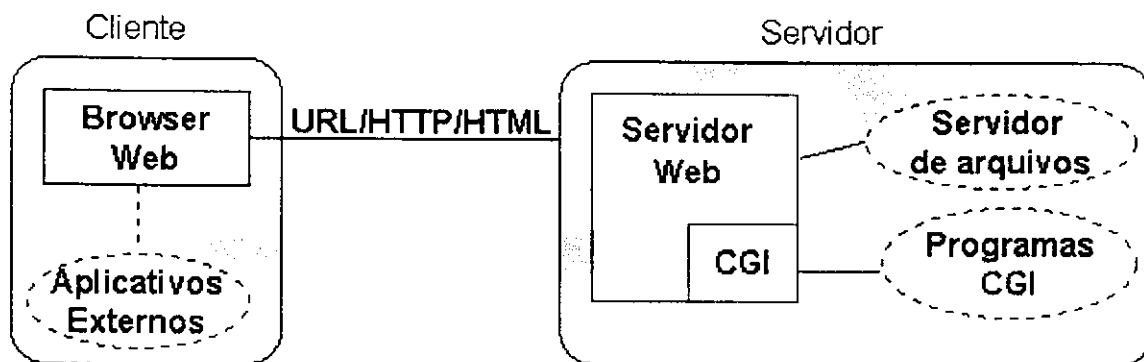 Cliente
Servidor
Browser
Web
URL/HTTP/HTML
Servidor
Web
Servidor
de arquivos
CGI
Programas
CGI
Aplicativos
Externos